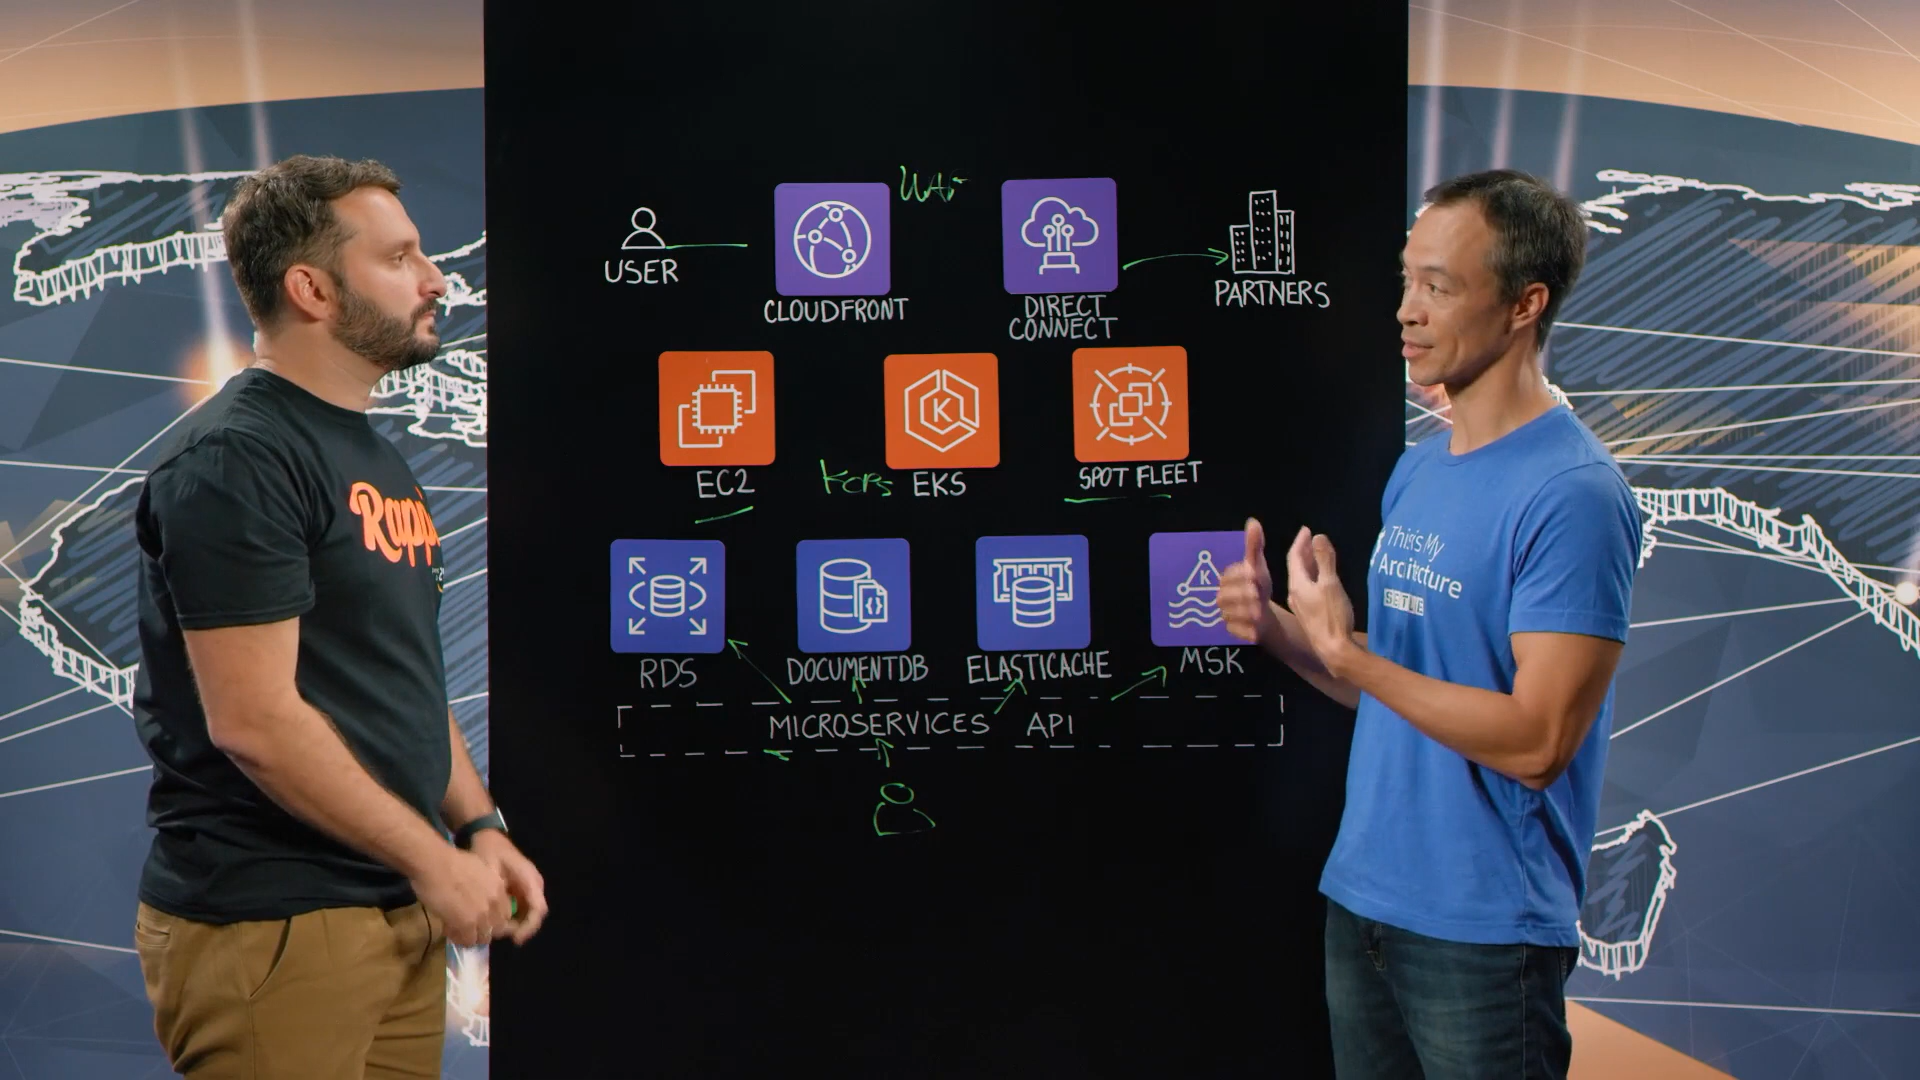 WAF
USER
CLOUDFRONT
DIRECT
CONNECT
PARTNERS
EC2
KOPS
EKS
SPOT FLEET
RDS
DOCUMENTDB
ELASTICACHE
MSK
MICROSERVICES API
Rappi
This is My
Architecture